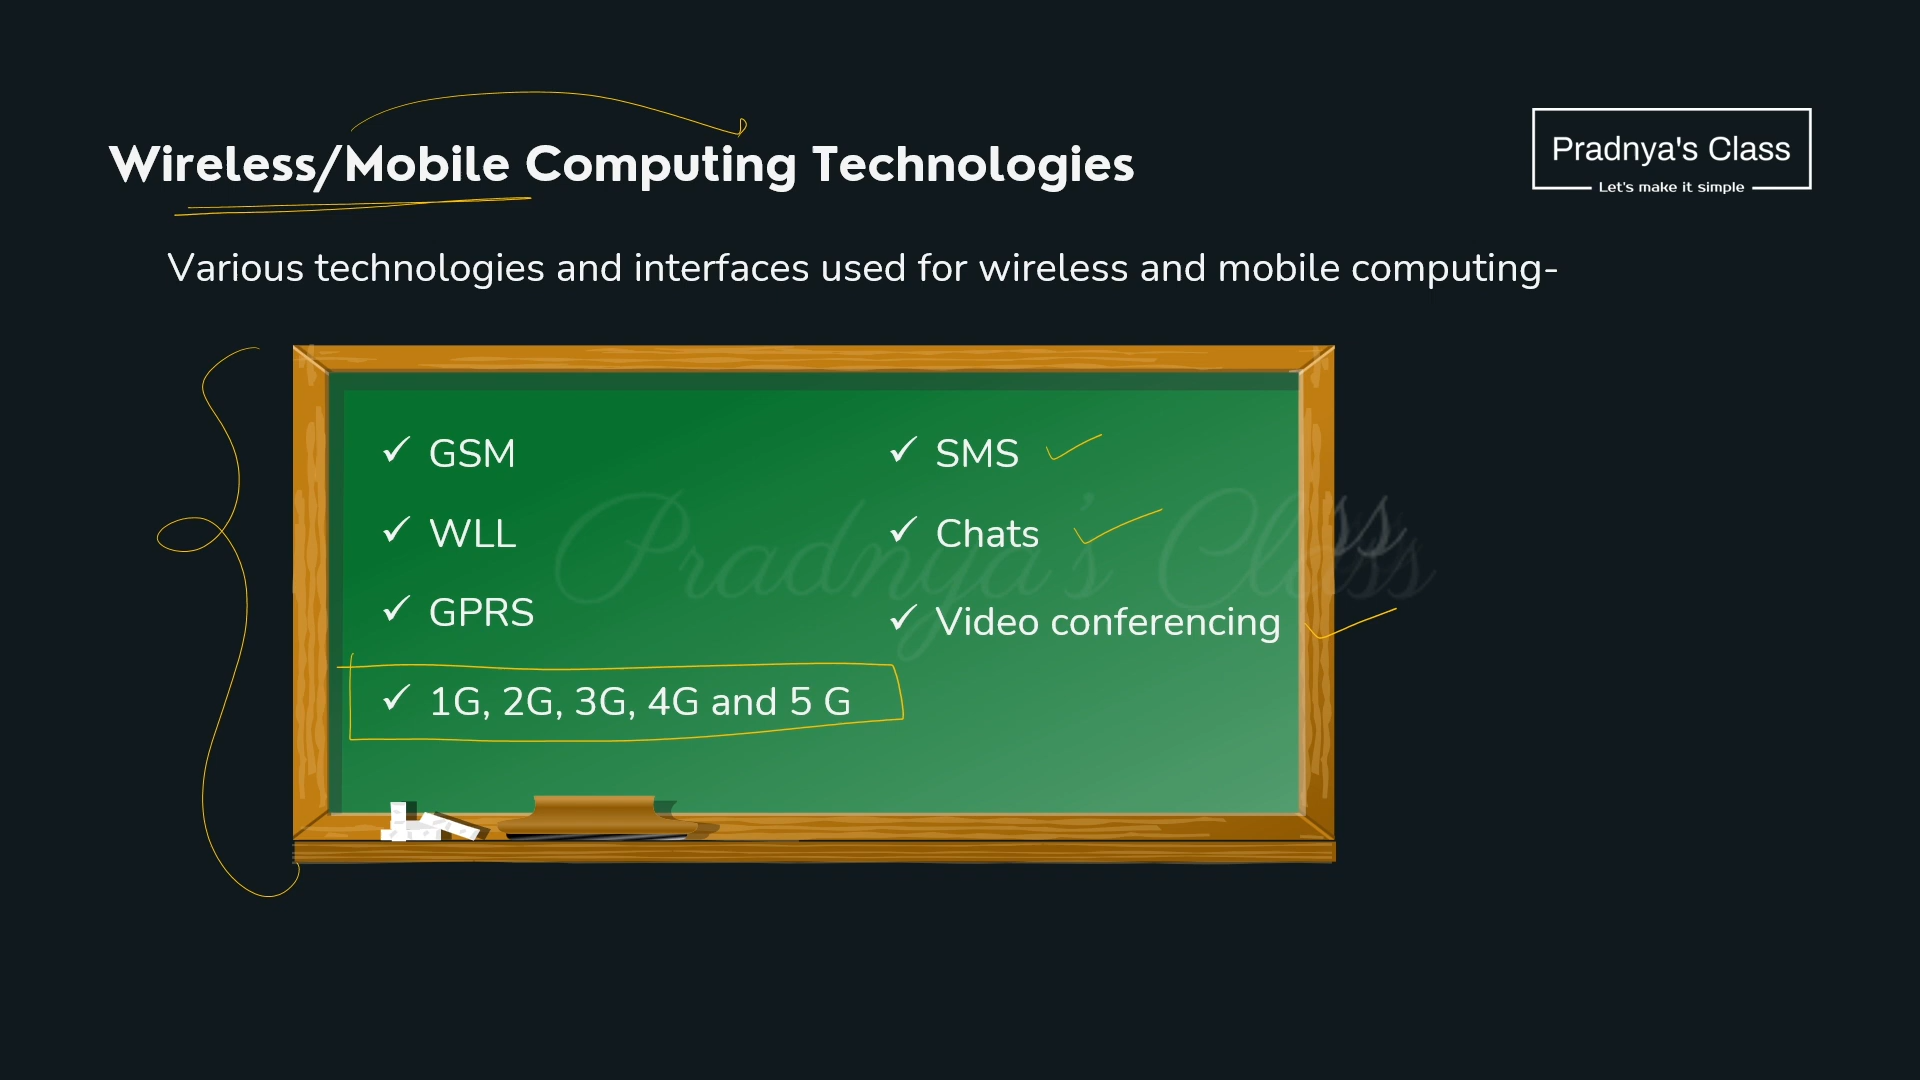 Wireless/Mobile Computing Technologies
Pradnya's Class
Let's make it simple
Various technologies and interfaces used for wireless and mobile computing-
✓ GSM
✓ WLL
✓ GPRS
✓ 1G, 2G, 3G, 4G and 5 G
✓ SMS
✓ Chats
✓ Video conferencing
Pradnya's Class